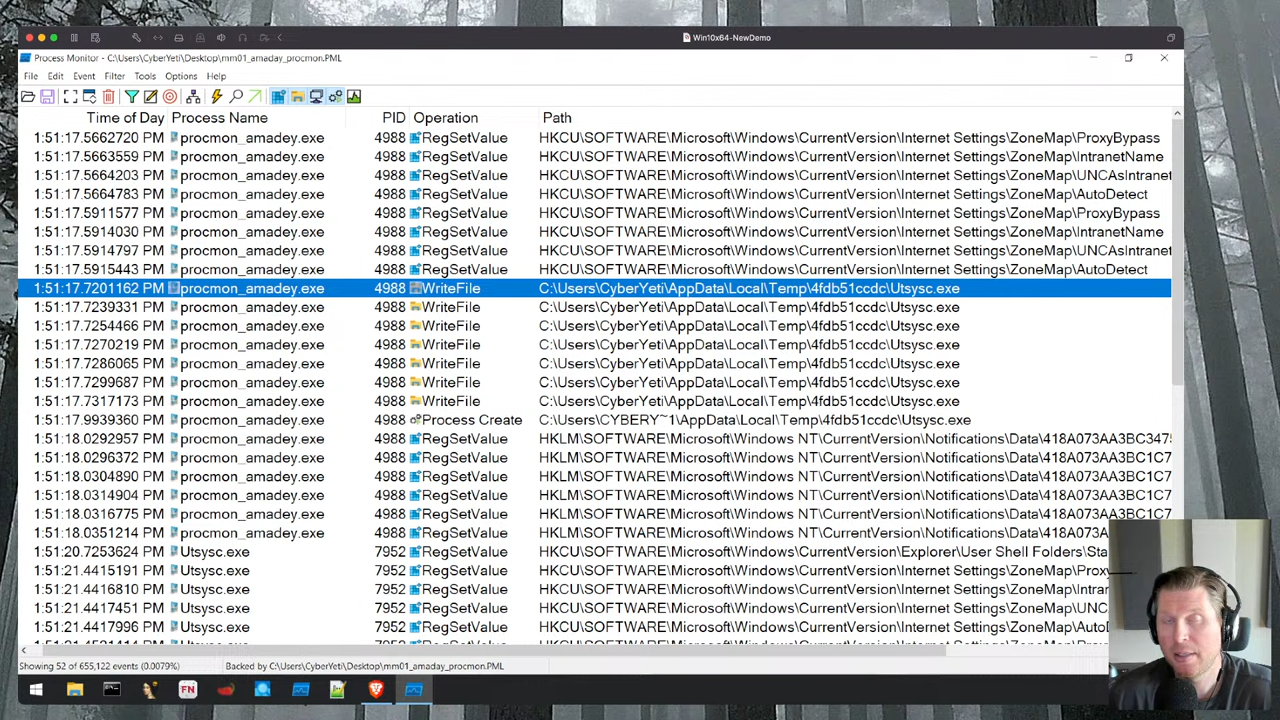 Win10x64-NewDemo
Process Monitor - C:\Users\CyberYeti\Desktop\mm01_amaday_procmon.PML
File Edit Event Filter Tools Options Help
Time of Day Process Name PID Operation Path
1:51:17.5662720 PM procmon_amadey.exe 4988 RegSetValue HKCU\SOFTWARE\Microsoft\Windows\CurrentVersion\Internet Settings\ZoneMap\ProxyBypass
1:51:17.5663559 PM procmon_amadey.exe 4988 RegSetValue HKCU\SOFTWARE\Microsoft\Windows\CurrentVersion\Internet Settings\ZoneMap\IntranetName
1:51:17.5664203 PM procmon_amadey.exe 4988 RegSetValue HKCU\SOFTWARE\Microsoft\Windows\CurrentVersion\Internet Settings\ZoneMap\UNCAsIntranet
1:51:17.5664783 PM procmon_amadey.exe 4988 RegSetValue HKCU\SOFTWARE\Microsoft\Windows\CurrentVersion\Internet Settings\ZoneMap\AutoDetect
1:51:17.5911577 PM procmon_amadey.exe 4988 RegSetValue HKCU\SOFTWARE\Microsoft\Windows\CurrentVersion\Internet Settings\ZoneMap\ProxyBypass
1:51:17.5914030 PM procmon_amadey.exe 4988 RegSetValue HKCU\SOFTWARE\Microsoft\Windows\CurrentVersion\Internet Settings\ZoneMap\IntranetName
1:51:17.5914797 PM procmon_amadey.exe 4988 RegSetValue HKCU\SOFTWARE\Microsoft\Windows\CurrentVersion\Internet Settings\ZoneMap\UNCAsIntranet
1:51:17.5915443 PM procmon_amadey.exe 4988 RegSetValue HKCU\SOFTWARE\Microsoft\Windows\CurrentVersion\Internet Settings\ZoneMap\AutoDetect
1:51:17.7201162 PM procmon_amadey.exe 4988 WriteFile C:\Users\CyberYeti\AppData\Local\Temp\4fdb51ccdc\Utsysc.exe
1:51:17.7239331 PM procmon_amadey.exe 4988 WriteFile C:\Users\CyberYeti\AppData\Local\Temp\4fdb51ccdc\Utsysc.exe
1:51:17.7254466 PM procmon_amadey.exe 4988 WriteFile C:\Users\CyberYeti\AppData\Local\Temp\4fdb51ccdc\Utsysc.exe
1:51:17.7270219 PM procmon_amadey.exe 4988 WriteFile C:\Users\CyberYeti\AppData\Local\Temp\4fdb51ccdc\Utsysc.exe
1:51:17.7286065 PM procmon_amadey.exe 4988 WriteFile C:\Users\CyberYeti\AppData\Local\Temp\4fdb51ccdc\Utsysc.exe
1:51:17.7299687 PM procmon_amadey.exe 4988 WriteFile C:\Users\CyberYeti\AppData\Local\Temp\4fdb51ccdc\Utsysc.exe
1:51:17.7317173 PM procmon_amadey.exe 4988 WriteFile C:\Users\CyberYeti\AppData\Local\Temp\4fdb51ccdc\Utsysc.exe
1:51:17.9939360 PM procmon_amadey.exe 4988 Process Create C:\Users\CYBERY~1\AppData\Local\Temp\4fdb51ccdc\Utsysc.exe
1:51:18.0292957 PM procmon_amadey.exe 4988 RegSetValue HKLM\SOFTWARE\Microsoft\Windows NT\CurrentVersion\Notifications\Data\418A073AA3BC3475
1:51:18.0296372 PM procmon_amadey.exe 4988 RegSetValue HKLM\SOFTWARE\Microsoft\Windows NT\CurrentVersion\Notifications\Data\418A073AA3BC1C7
1:51:18.0304890 PM procmon_amadey.exe 4988 RegSetValue HKLM\SOFTWARE\Microsoft\Windows NT\CurrentVersion\Notifications\Data\418A073AA3BC1C7
1:51:18.0314904 PM procmon_amadey.exe 4988 RegSetValue HKLM\SOFTWARE\Microsoft\Windows NT\CurrentVersion\Notifications\Data\418A073AA3BC1C7
1:51:18.0316775 PM procmon_amadey.exe 4988 RegSetValue HKLM\SOFTWARE\Microsoft\Windows NT\CurrentVersion\Notifications\Data\418A073AA3BC1C7
1:51:18.0351214 PM procmon_amadey.exe 4988 RegSetValue HKLM\SOFTWARE\Microsoft\Windows NT\CurrentVersion\Notifications\Data\418A07
1:51:20.7253624 PM Utsysc.exe 7952 RegSetValue HKCU\SOFTWARE\Microsoft\Windows\CurrentVersion\Explorer\User Shell Folders\Sta
1:51:21.4415191 PM Utsysc.exe 7952 RegSetValue HKCU\SOFTWARE\Microsoft\Windows\CurrentVersion\Internet Settings\ZoneMap\Prox
1:51:21.4416810 PM Utsysc.exe 7952 RegSetValue HKCU\SOFTWARE\Microsoft\Windows\CurrentVersion\Internet Settings\ZoneMap\Intran
1:51:21.4417451 PM Utsysc.exe 7952 RegSetValue HKCU\SOFTWARE\Microsoft\Windows\CurrentVersion\Internet Settings\ZoneMap\UNC
1:51:21.4417996 PM Utsysc.exe 7952 RegSetValue HKCU\SOFTWARE\Microsoft\Windows\CurrentVersion\Internet Settings\ZoneMap\AutoD
Showing 52 of 655,122 events (0.0079%) Backed by C:\Users\CyberYeti\Desktop\mm01_amaday_procmon.PML
FN